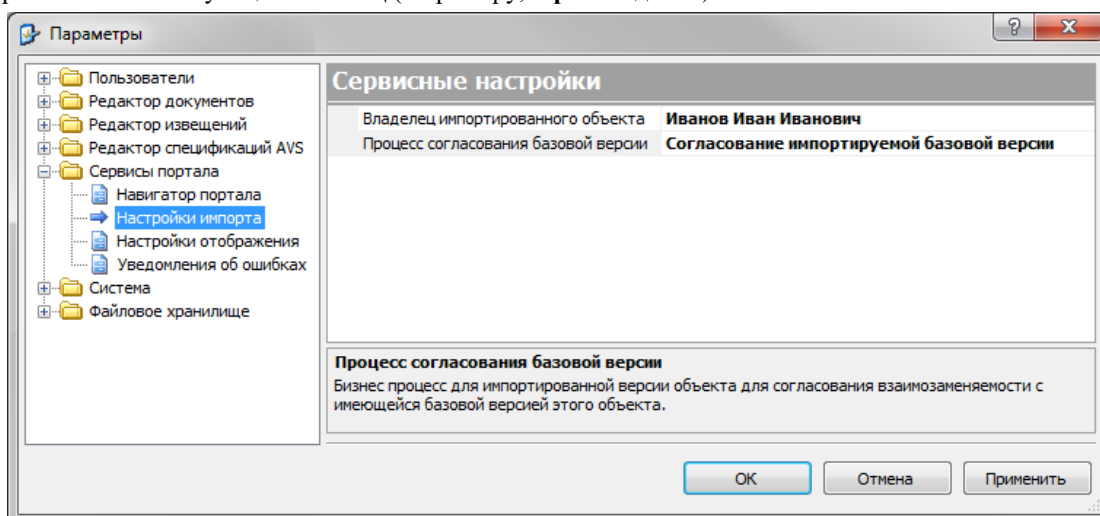 Параметры
Пользователи
Редактор документов
Редактор извещений
Редактор спецификаций AVS
Сервисы портала
Навигатор портала
Настройки импорта
Настройки отображения
Уведомления об ошибках
Система
Файловое хранилище
Сервисные настройки
Владелец импортированного объекта Иванов Иван Иванович
Процесс согласования базовой версии Согласование импортируемой базовой версии
Процесс согласования базовой версии
Бизнес процесс для импортированной версии объекта для согласования взаимозаменяемости с
имеющейся базовой версией этого объекта.
ОК
Отмена
Применить